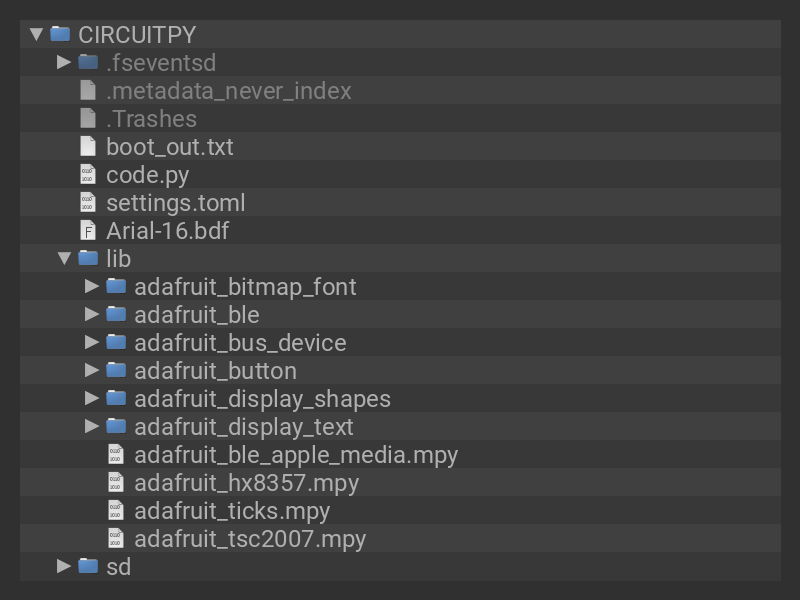 CIRCUITPY
.fseventsd
.metadata_never_index
.Trashes
boot_out.txt
code.py
settings.toml
Arial-16.bdf
lib
adafruit_bitmap_font
adafruit_ble
adafruit_bus_device
adafruit_button
adafruit_display_shapes
adafruit_display_text
adafruit_ble_apple_media.mpy
adafruit_hx8357.mpy
adafruit_ticks.mpy
adafruit_tsc2007.mpy
sd